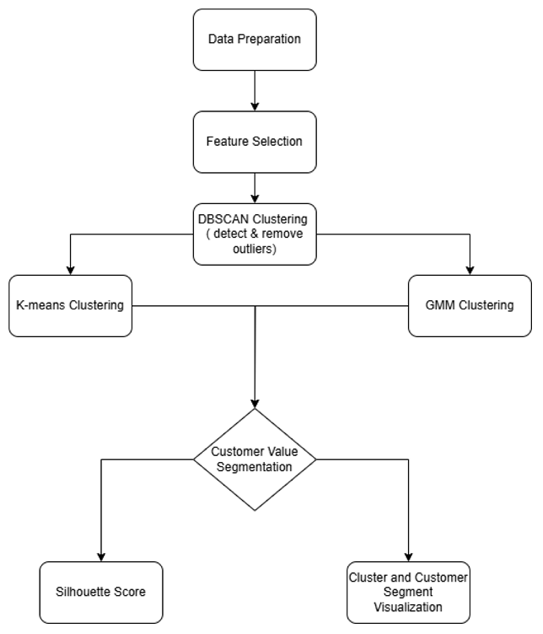 Data Preparation
Feature Selection
DBSCAN Clustering
( detect & remove
outliers)
K-means Clustering
GMM Clustering
Customer Value
Segmentation
Silhouette Score
Cluster and Customer
Segment
Visualization